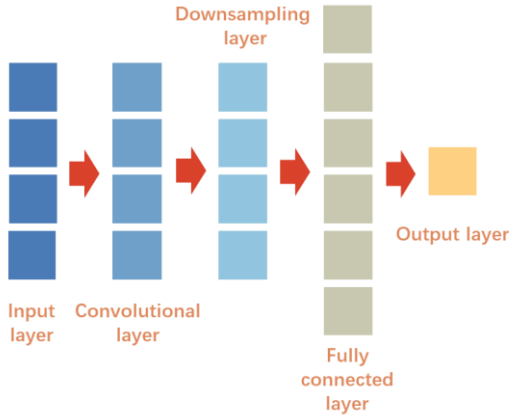 Downsampling
layer
Output layer
Input
layer
Convolutional
layer
Fully
connected
layer